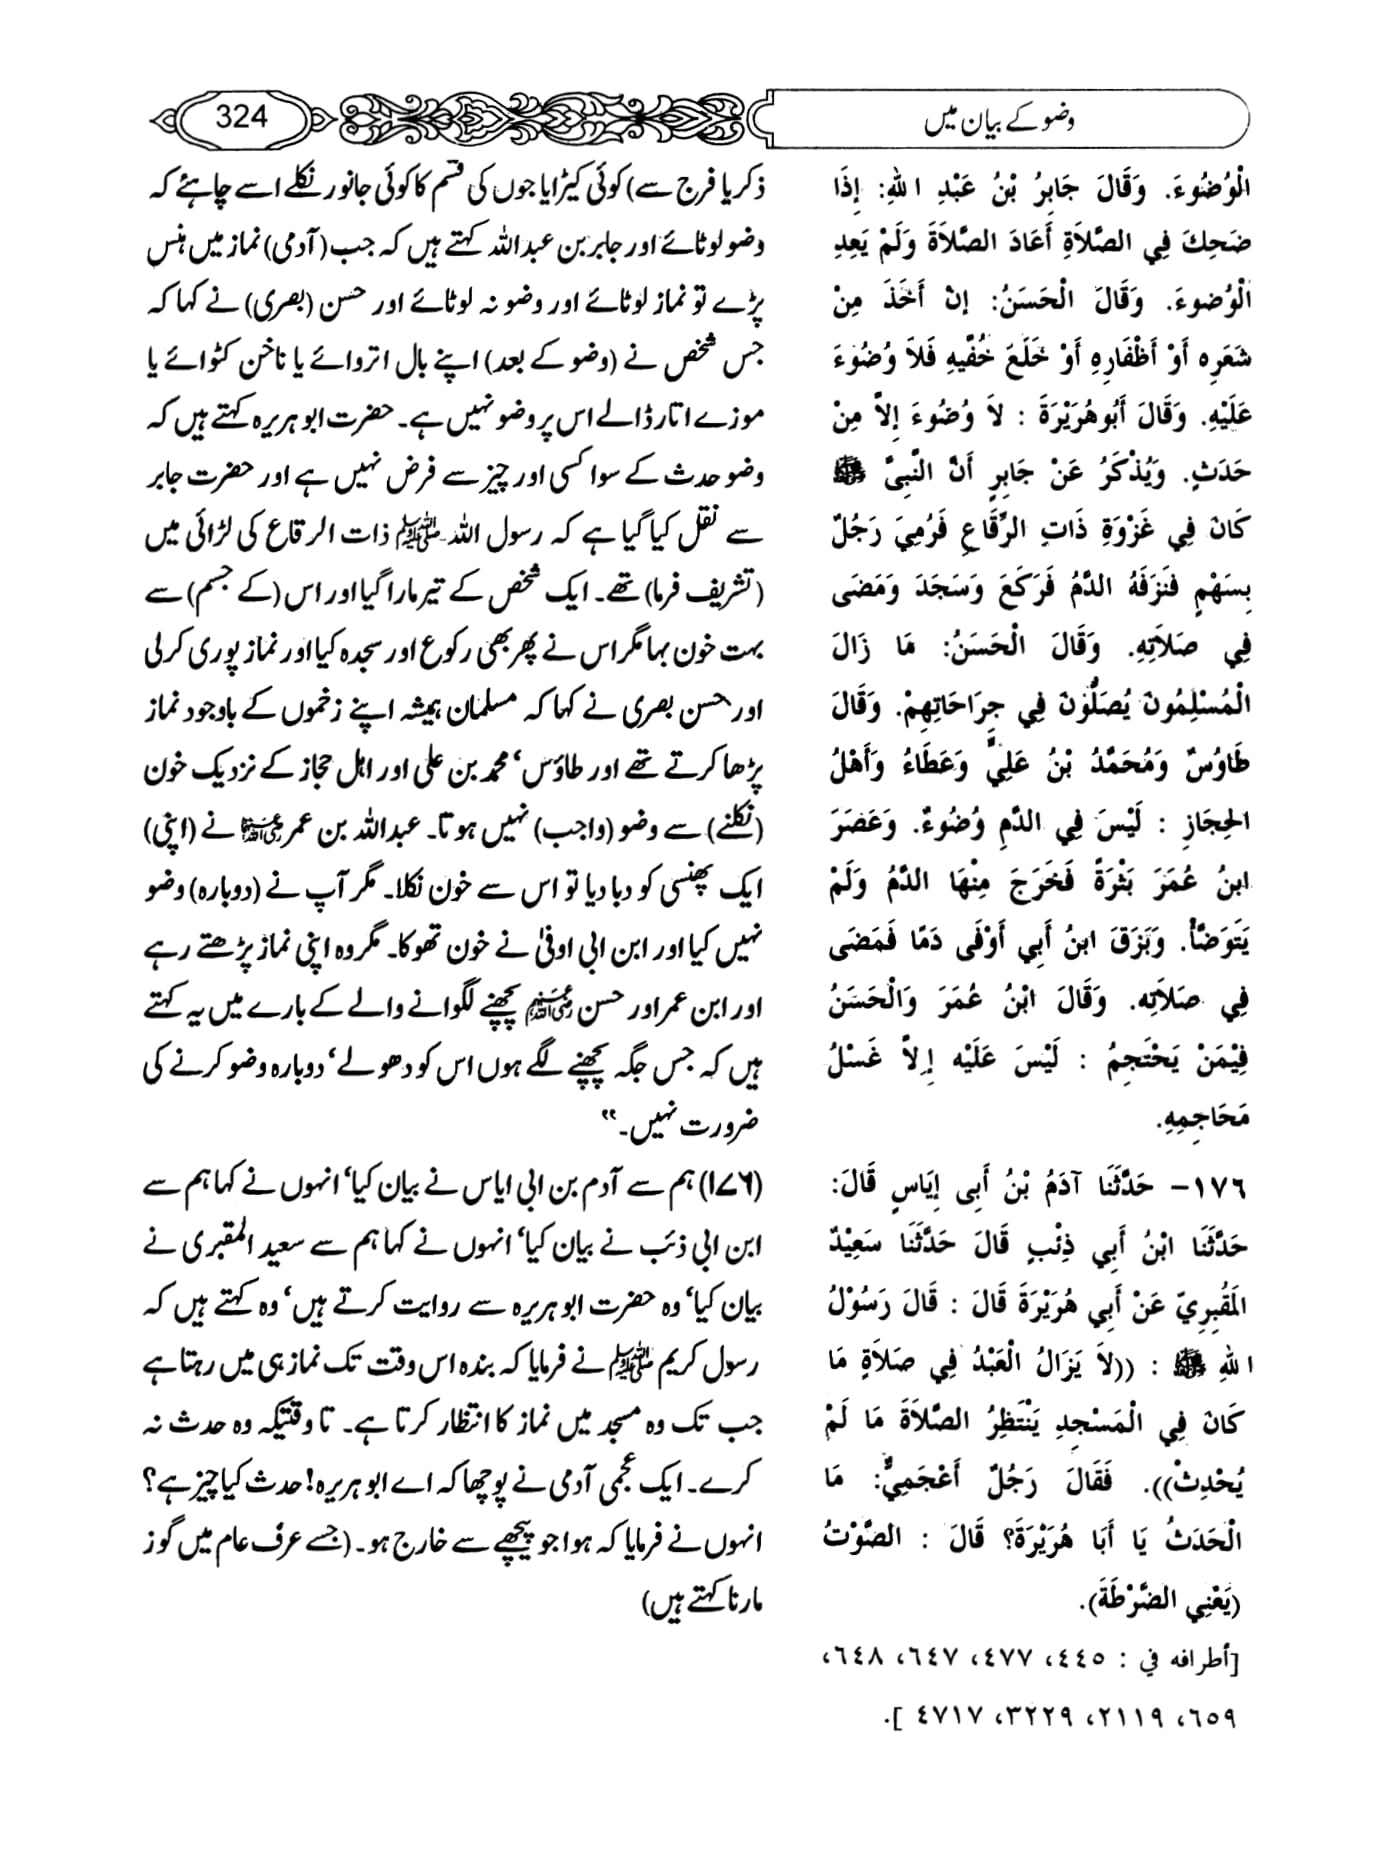 وضو کے بیان میں
324
الْوُضُوءَ. وَقَالَ جَابِرُ بْنُ عَبْدِ اللهِ: إِذَا
ضَحِكَ فِي الصَّلاَةِ أَعَادَ الصَّلاَةَ وَلَمْ يَعِدِ
الْوُضُوءَ. وَقَالَ الْحَسَنُ: إِنْ أَخَذَ مِنْ
شَعَرِهِ أَوْ أَظْفَارِهِ أَوْ خَلَعَ خُفَّيهِ فَلاَ وُضُوءَ
عَلَيْهِ. وَقَالَ أَبُوهُرَيْرَةَ : لاَ وُضُوءَ إِلاَّ مِنْ
حَدَثٍ. وَيُذْكَرُ عَنْ جَابِرٍ أَنَّ النَّبِيَّ ﷺ
كَانَ فِي غَزْوَةِ ذَاتِ الرِّقَاعِ فَرُمِيَ رَجُلٌ
بِسَهْمٍ فَنَزَفَهُ الدَّمُ فَرَكَعَ وَسَجَدَ وَمَضَى
فِي صَلاَتِهِ. وَقَالَ الْحَسَنُ: مَا زَالَ
الْمُسْلِمُونَ يُصَلُّوْنَ فِي جِرَاحَاتِهِمْ. وَقَالَ
طَاوُسٌ وَمُحَمَّدُ بْنُ عَلِيٍّ وَعَطَاءُ وَأَهْلُ
الحِجَازِ : لَيْسَ فِي الدَّمِ وُضُوءٌ. وَعَصَرَ
ابنُ عُمَرَ بَثْرَةً فَخَرَجَ مِنْهَا الدَّمُ وَلَمْ
يَتَوَضَّأْ. وَبَزَقَ ابنُ أَبِي أَوْفَى دَمًا فَمَضَى
فِي صَلاَتِهِ. وَقَالَ ابْنُ عُمَرَ وَالْحَسَنُ
فِيْمَنْ يَحْتَجِمُ : لَيْسَ عَلَيْهِ إِلاَّ غَسْلُ
مَحَاجِمِهِ.
١٧٦- حَدَّثَنَا آدَمُ بْنُ أَبِى إِيَاسٍ قَالَ:
حَدَّثَنَا ابْنُ أَبِي ذِئْبٍ قَالَ حَدَّثَنَا سَعِيْدٌ
المَقْبِرِيّ عَنْ أَبِي هُرَيْرَةَ قَالَ : قَالَ رَسُوْلُ
اللهِ ﷺ : ((لاَ يَزَالُ الْعَبْدُ فِي صَلاَةٍ مَا
كَانَ فِي الْمَسْجِدِ يَنْتَظِرُ الصَّلاَةَ مَا لَمْ
يُحْدِثْ)). فَقَالَ رَجُلٌ أَعْجَمِيٌّ: مَا
الْحَدَثُ يَا أَبَا هُرَيْرَةَ؟ قَالَ : الصَّوْتُ
(يَعْنِي الضَّرْطَةَ).
[أطرافه في : ٤٤٥، ٤٧٧، ٦٤٧، ٦٤٨،
٦٥٩، ٢١١٩، ٣٢٢٩، ٤٧١٧ ].
ذکر یا فرج سے) کوئی کیڑا یا جوں کی قسم کا کوئی جانور نکلے اسے چاہئے کہ
وضو لوٹائے اور جابر بن عبداللہ کہتے ہیں کہ جب (آدمی) نماز میں ہنس
پڑے تو نماز لوٹائے اور وضو نہ لوٹائے اور حسن (بصری) نے کہا کہ
جس شخص نے (وضو کے بعد) اپنے بال اتروائے یا ناخن کٹوائے یا
موزے اتار ڈالے اس پر وضو نہیں ہے۔ حضرت ابو ہریرہ کہتے ہیں کہ
وضو حدث کے سوا کسی اور چیز سے فرض نہیں ہے اور حضرت جابر
سے نقل کیا گیا ہے کہ رسول اللہ ﷺ ذات الرقاع کی لڑائی میں
(تشریف فرما) تھے۔ ایک شخص کے تیر مارا گیا اور اس (کے جسم) سے
بہت خون بہا مگر اس نے پھر بھی رکوع اور سجدہ کیا اور نماز پوری کر لی
اور حسن بصری نے کہا کہ مسلمان ہمیشہ اپنے زخموں کے باوجود نماز
پڑھا کرتے تھے اور طاؤس، محمد بن علی اور اہل حجاز کے نزدیک خون
(نکلنے) سے وضو (واجب) نہیں ہوتا۔ عبداللہ بن عمر رضی اللہ عنہما نے (اپنی)
ایک پھنسی کو دبا دیا تو اس سے خون نکلا۔ مگر آپ نے (دوبارہ) وضو
نہیں کیا اور ابن ابی اوفیٰ نے خون تھوکا۔ مگر وہ اپنی نماز پڑھتے رہے
اور ابن عمر اور حسن رضی اللہ عنہم پچھنے لگوانے والے کے بارے میں یہ کہتے
ہیں کہ جس جگہ پچھنے لگے ہوں اس کو دھولے، دوبارہ وضو کرنے کی
ضرورت نہیں۔“
(۱۷۶) ہم سے آدم بن ابی ایاس نے بیان کیا، انہوں نے کہا ہم سے
ابن ابی ذئب نے بیان کیا، انہوں نے کہا ہم سے سعید المقبری نے
بیان کیا، وہ حضرت ابو ہریرہ سے روایت کرتے ہیں، وہ کہتے ہیں کہ
رسول کریم ﷺ نے فرمایا کہ بندہ اس وقت تک نماز ہی میں رہتا ہے
جب تک وہ مسجد میں نماز کا انتظار کرتا ہے۔ تا وقتیکہ وہ حدث نہ
کرے۔ ایک عجمی آدمی نے پوچھا کہ اے ابو ہریرہ! حدث کیا چیز ہے؟
انہوں نے فرمایا کہ ہوا جو پیچھے سے خارج ہو۔ (جسے عرف عام میں گوز
مارنا کہتے ہیں)